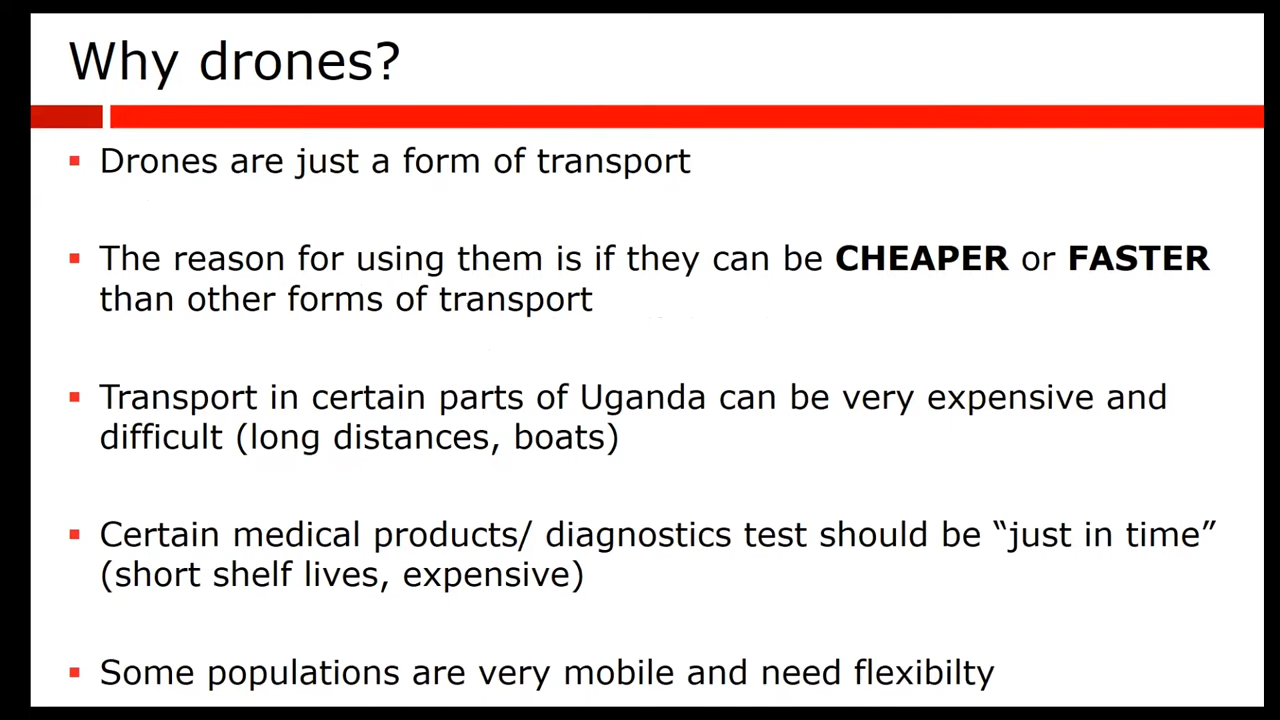 Why drones?
Drones are just a form of transport
The reason for using them is if they can be CHEAPER or FASTER
than other forms of transport
Transport in certain parts of Uganda can be very expensive and
difficult (long distances, boats)
Certain medical products/ diagnostics test should be “just in time”
(short shelf lives, expensive)
Some populations are very mobile and need flexibilty